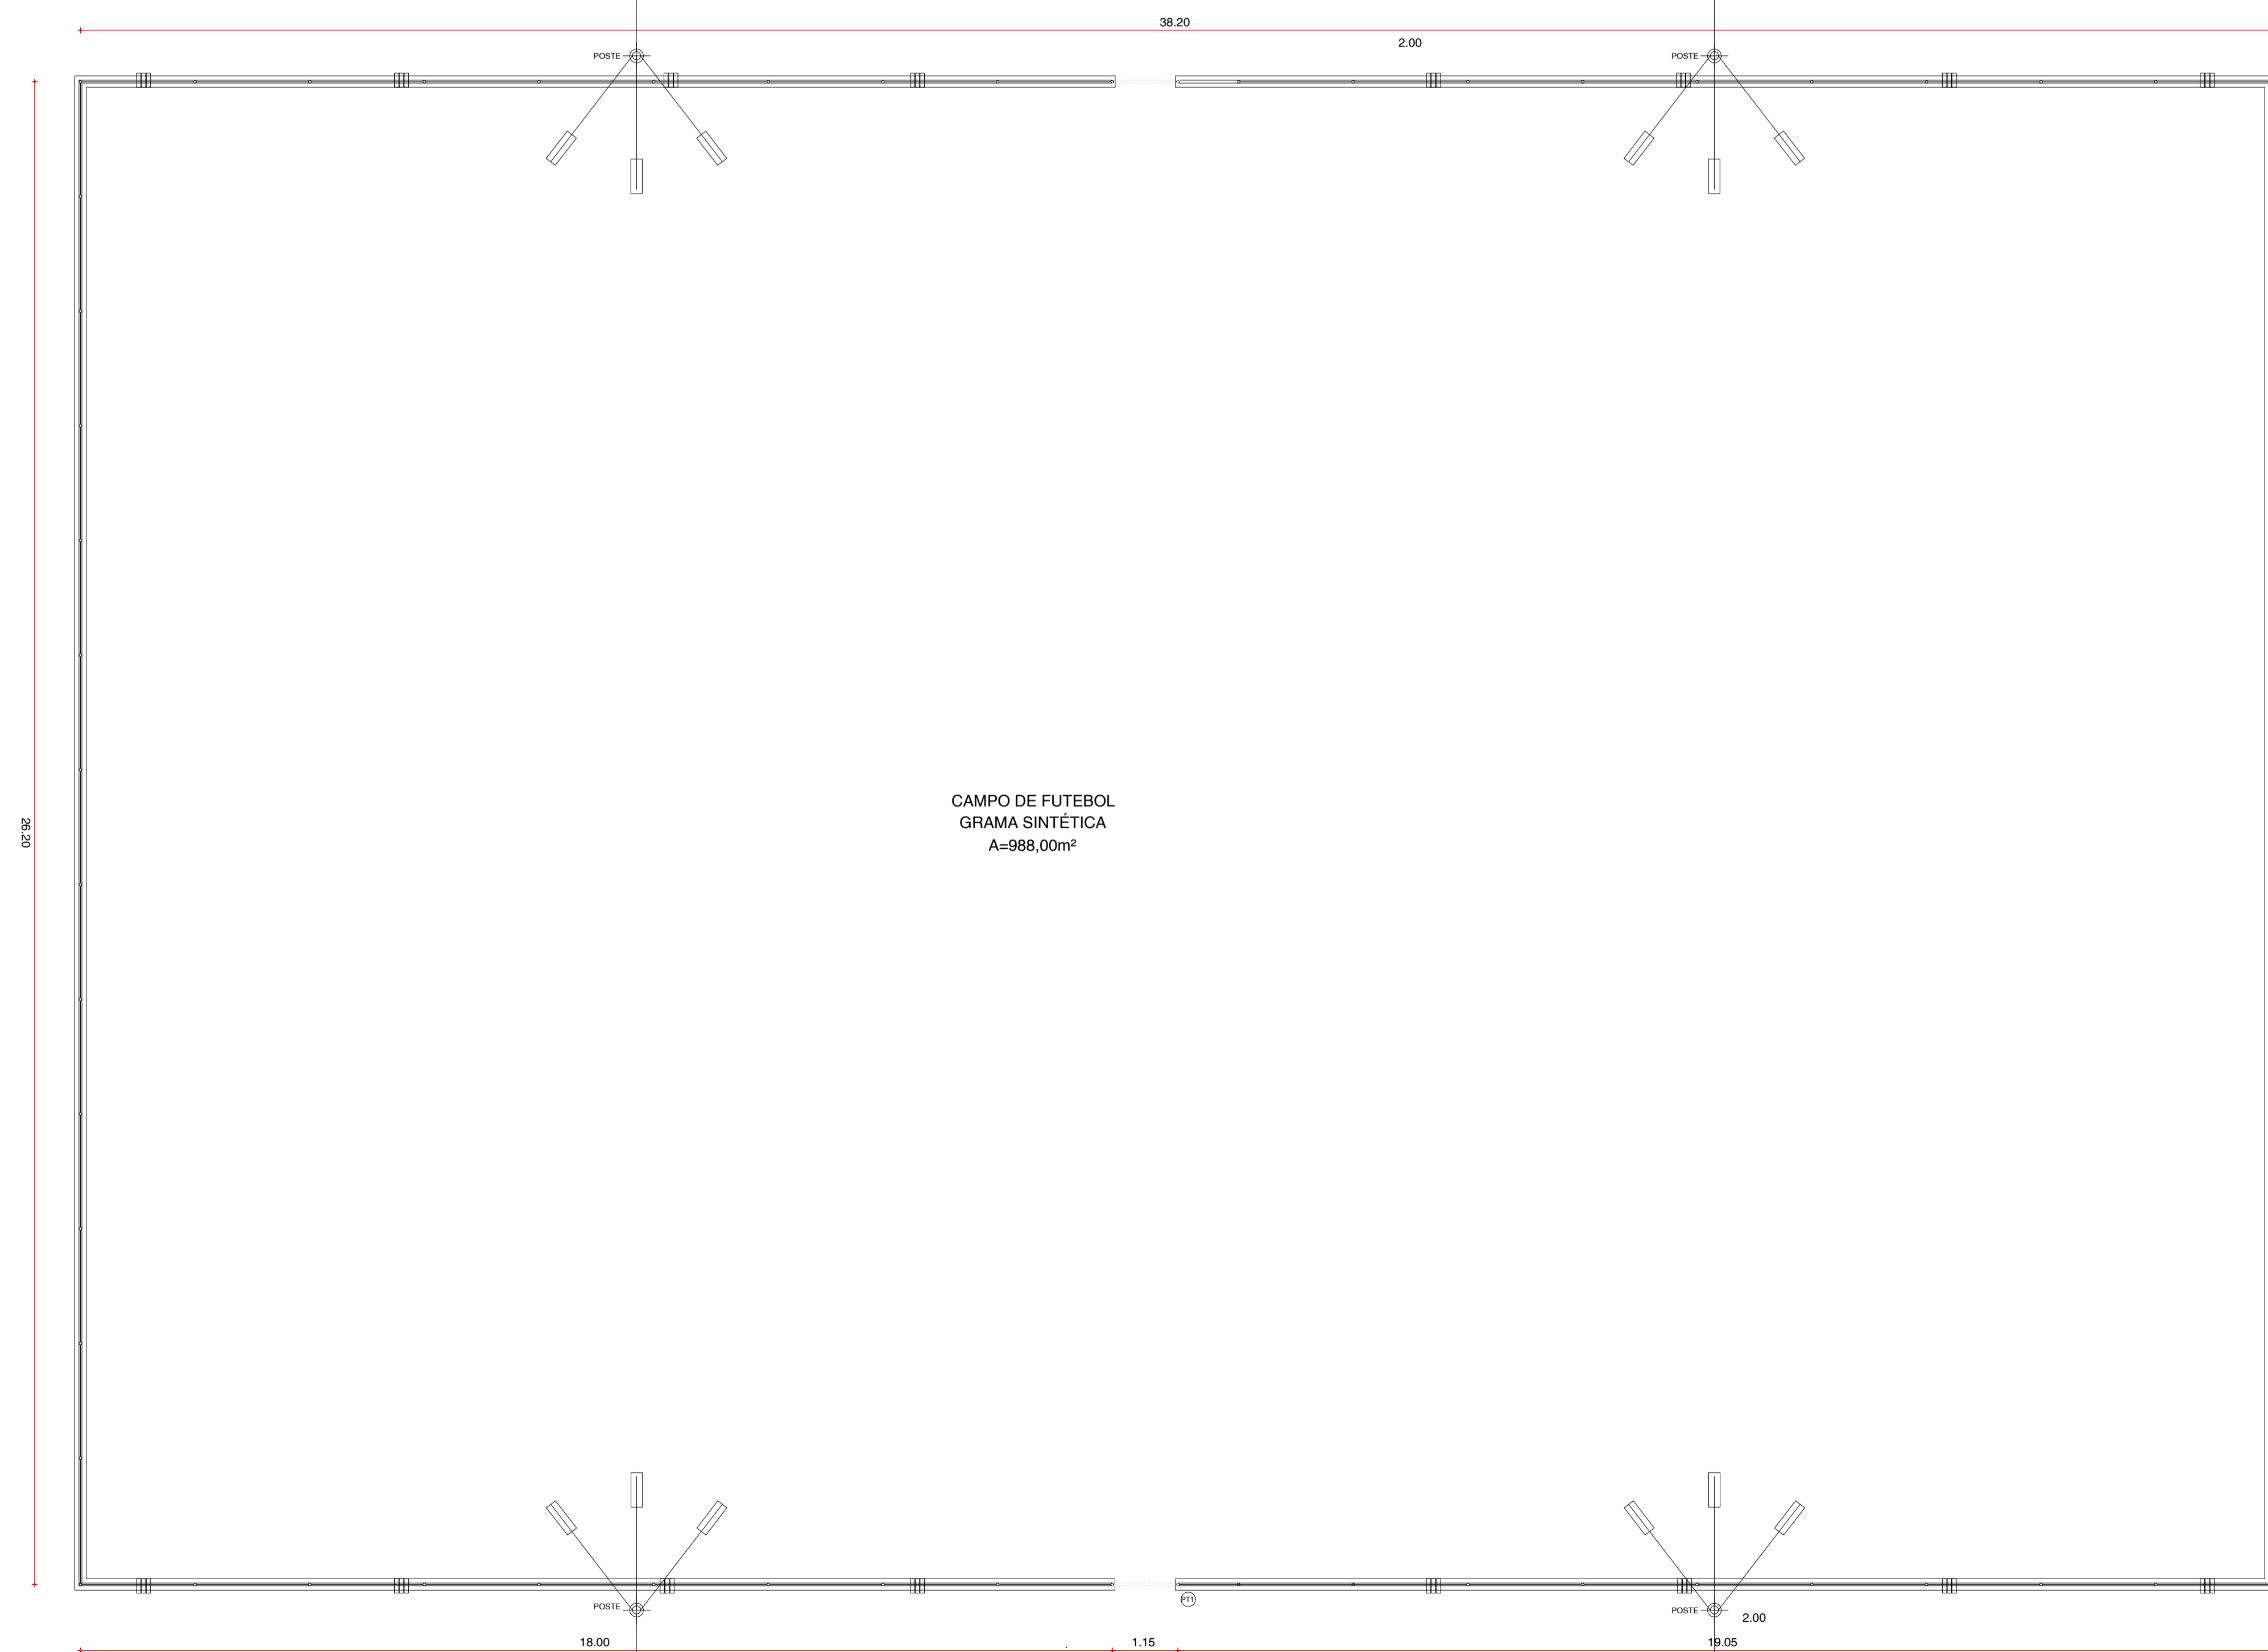 38.20
2.00
POSTE
POSTE
26.20
CAMPO DE FUTEBOL
GRAMA SINTÉTICA
A=988,00m²
PT1
POSTE
POSTE
2.00
18.00
1.15
19.05